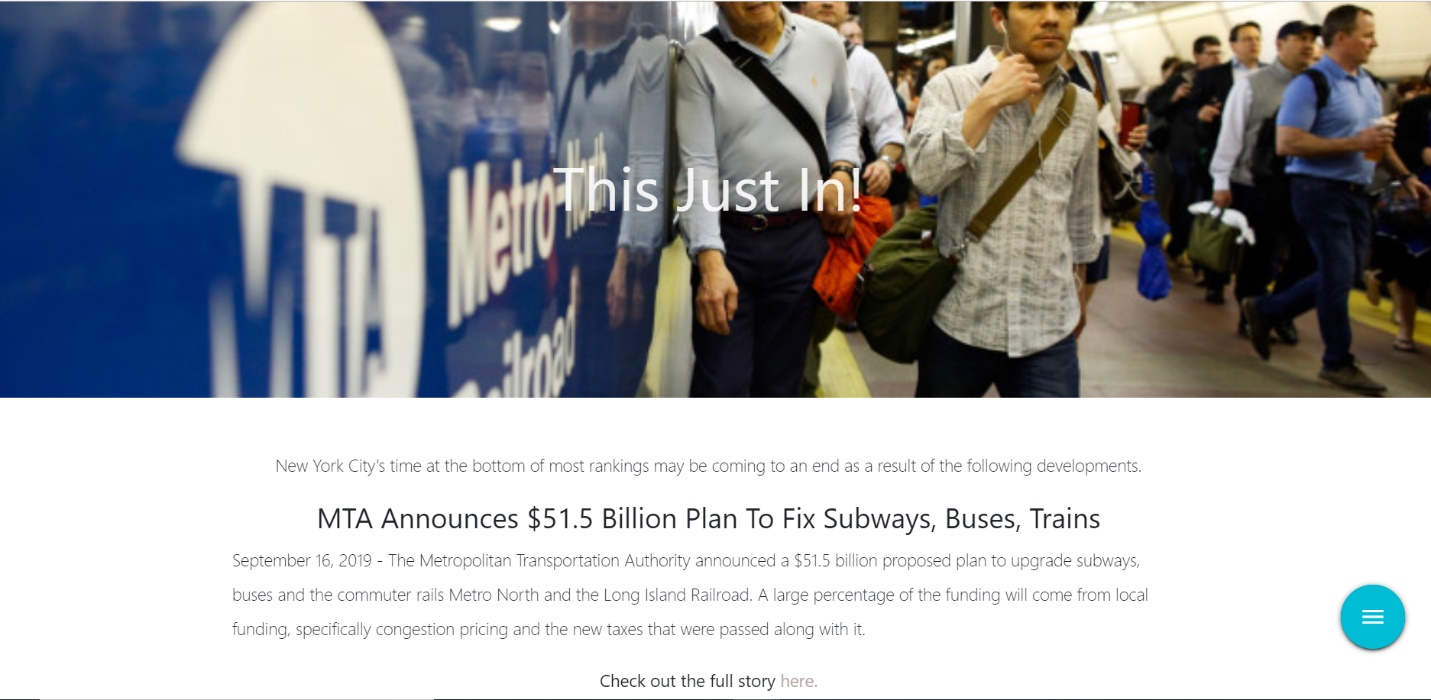 MTA
Metro North
Railroad
This Just In!
New York City's time at the bottom of most rankings may be coming to an end as a result of the following developments.
MTA Announces $51.5 Billion Plan To Fix Subways, Buses, Trains
September 16, 2019 - The Metropolitan Transportation Authority announced a $51.5 billion proposed plan to upgrade subways,
buses and the commuter rails Metro North and the Long Island Railroad. A large percentage of the funding will come from local
funding, specifically congestion pricing and the new taxes that were passed along with it.
Check out the full story here.